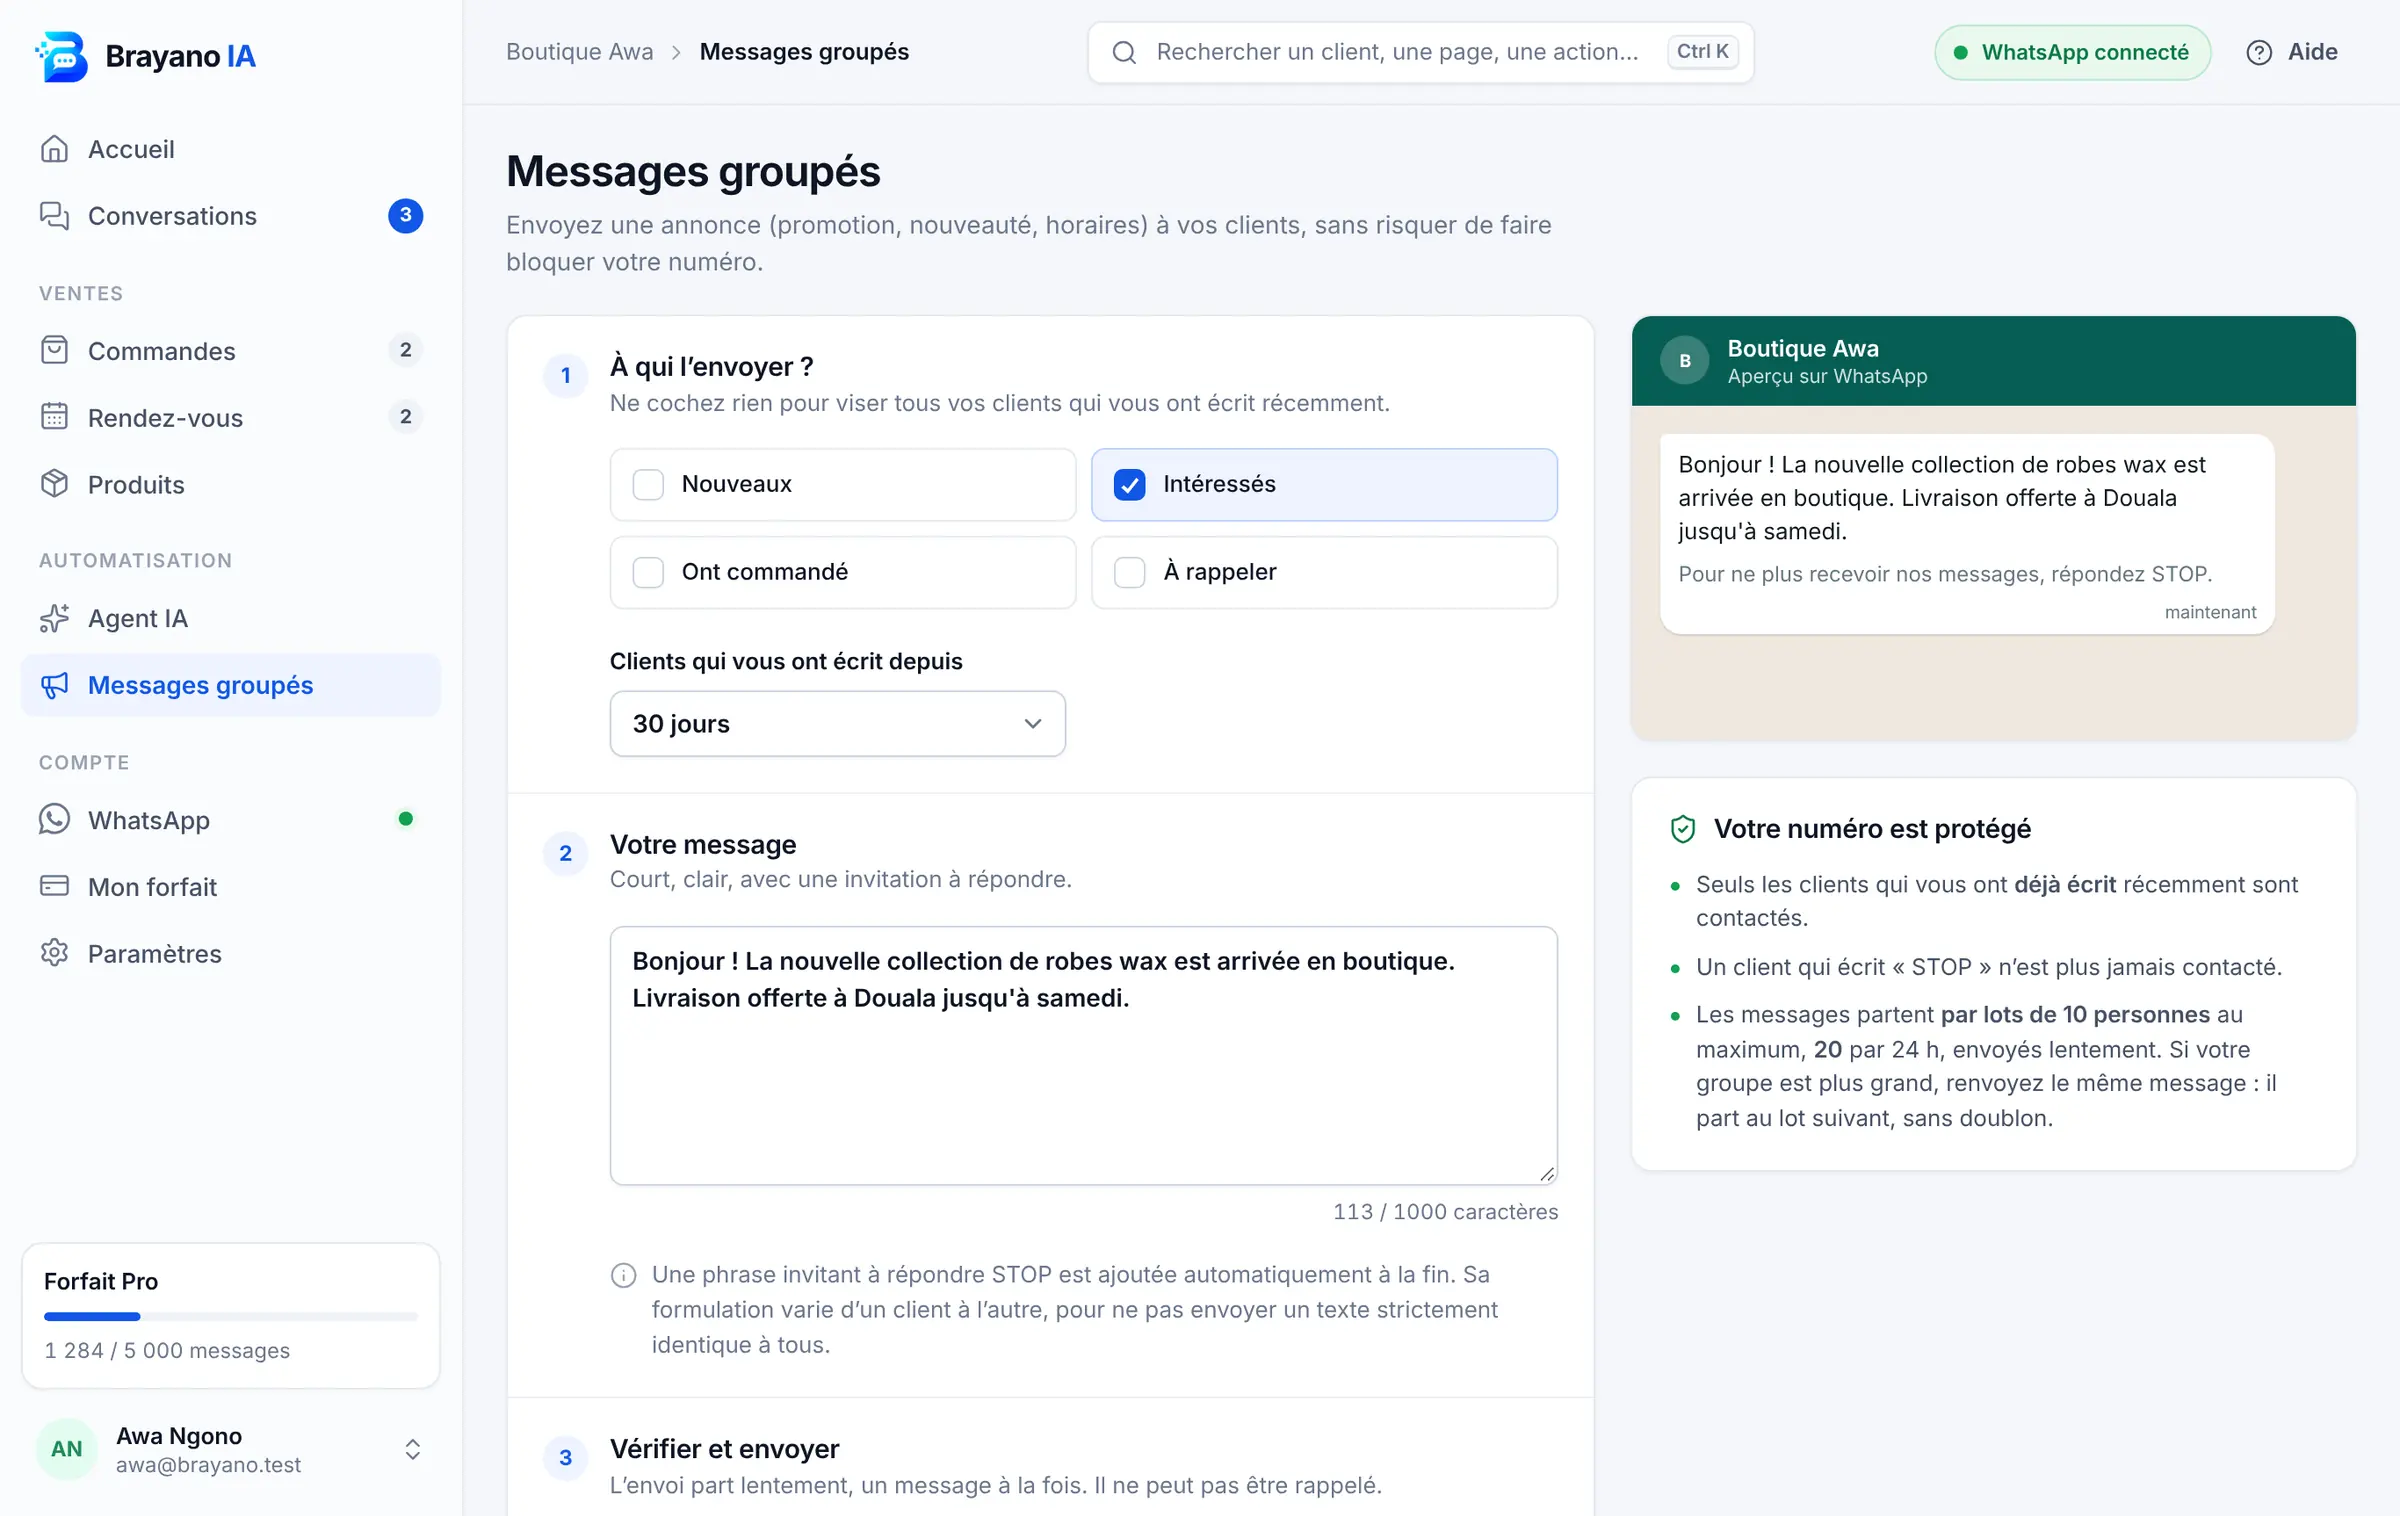 Brayano IA
Accueil
Conversations
3
VENTES
Commandes
2
Rendez-vous
2
Produits
AUTOMATISATION
Agent IA
Messages groupés
COMPTE
WhatsApp
Mon forfait
Paramètres
Forfait Pro
1 284 / 5 000 messages
AN
Awa Ngono
awa@brayano.test
Boutique Awa
Messages groupés
Rechercher un client, une page, une action...
Ctrl K
WhatsApp connecté
Aide
Messages groupés
Envoyez une annonce (promotion, nouveauté, horaires) à vos clients, sans risquer de faire
bloquer votre numéro.
1
À qui l’envoyer ?
Ne cochez rien pour viser tous vos clients qui vous ont écrit récemment.
Nouveaux
Intéressés
Ont commandé
À rappeler
Clients qui vous ont écrit depuis
30 jours
2
Votre message
Court, clair, avec une invitation à répondre.
Bonjour ! La nouvelle collection de robes wax est arrivée en boutique.
Livraison offerte à Douala jusqu'à samedi.
113 / 1000 caractères
Une phrase invitant à répondre STOP est ajoutée automatiquement à la fin. Sa
formulation varie d’un client à l’autre, pour ne pas envoyer un texte strictement
identique à tous.
3
Vérifier et envoyer
L’envoi part lentement, un message à la fois. Il ne peut pas être rappelé.
B
Boutique Awa
Aperçu sur WhatsApp
Bonjour ! La nouvelle collection de robes wax est
arrivée en boutique. Livraison offerte à Douala
jusqu'à samedi.
Pour ne plus recevoir nos messages, répondez STOP.
maintenant
Votre numéro est protégé
Seuls les clients qui vous ont déjà écrit récemment sont
contactés.
Un client qui écrit « STOP » n’est plus jamais contacté.
Les messages partent par lots de 10 personnes au
maximum, 20 par 24 h, envoyés lentement. Si votre
groupe est plus grand, renvoyez le même message : il
part au lot suivant, sans doublon.